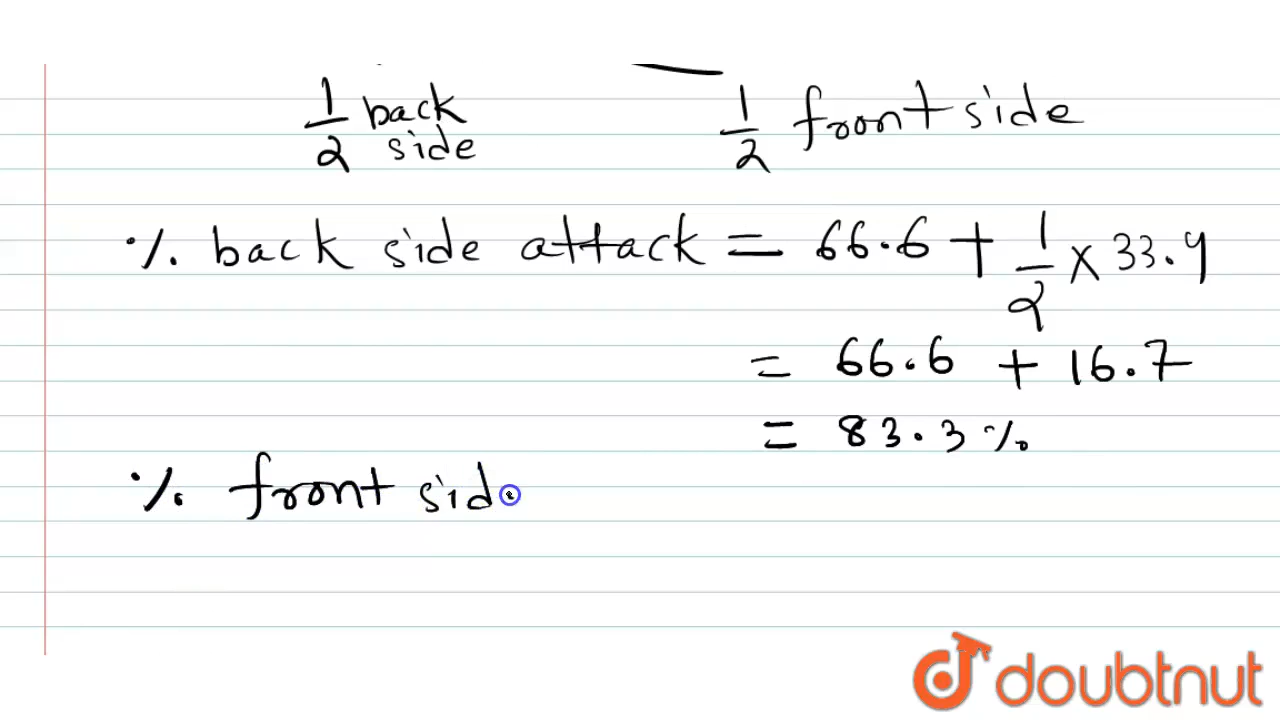 1/2 back side
1/2 front side
% back side attack = 66.6 + 1/2 × 33.4
= 66.6 + 16.7
= 83.3 %
% front side
doubtnut